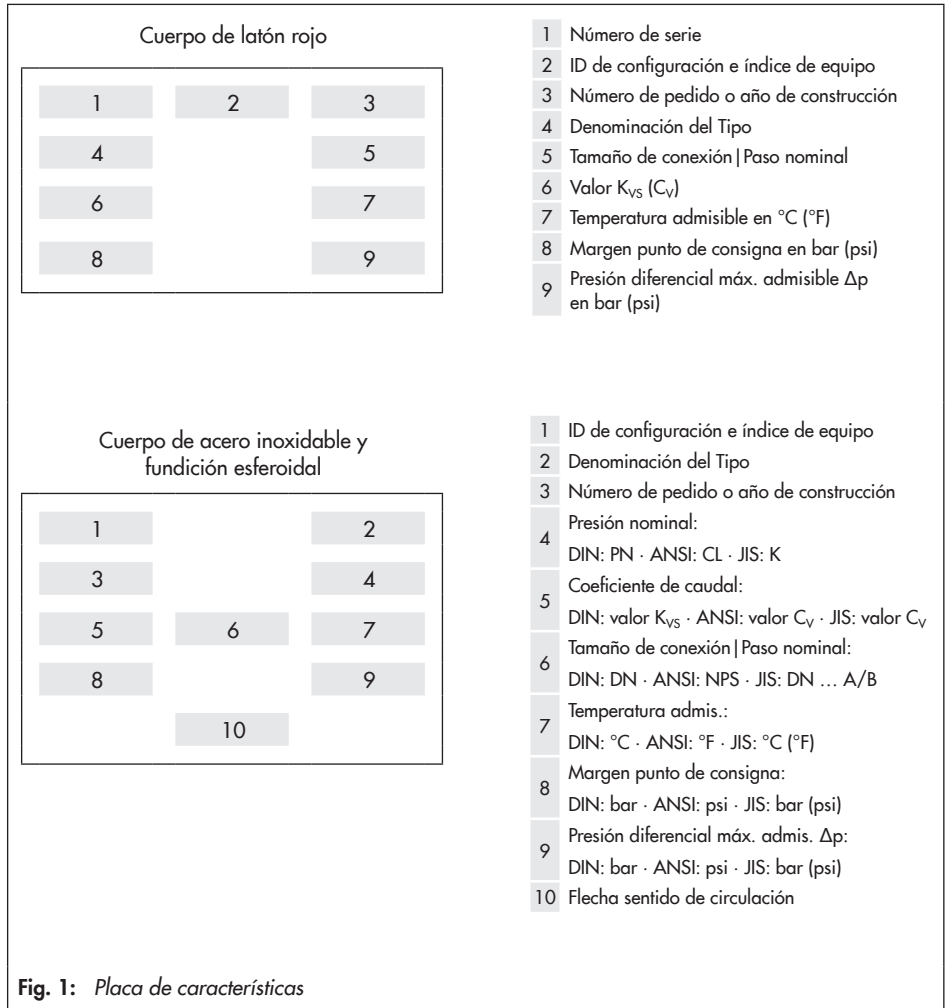 Cuerpo de latón rojo
1 2 3
4 5
6 7
8 9
1 Número de serie
2 ID de configuración e índice de equipo
3 Número de pedido o año de construcción
4 Denominación del Tipo
5 Tamaño de conexión|Paso nominal
6 Valor KVS (CV)
7 Temperatura admisible en °C (°F)
8 Margen punto de consigna en bar (psi)
9 Presión diferencial máx. admisible Δp
en bar (psi)
Cuerpo de acero inoxidable y
fundición esferoidal
1 2
3 4
5 6 7
8 9
10
1 ID de configuración e índice de equipo
2 Denominación del Tipo
3 Número de pedido o año de construcción
4 Presión nominal:
DIN: PN · ANSI: CL · JIS: K
5 Coeficiente de caudal:
DIN: valor KVS · ANSI: valor CV · JIS: valor CV
6 Tamaño de conexión|Paso nominal:
DIN: DN · ANSI: NPS · JIS: DN … A/B
7 Temperatura admis.:
DIN: °C · ANSI: °F · JIS: °C (°F)
8 Margen punto de consigna:
DIN: bar · ANSI: psi · JIS: bar (psi)
9 Presión diferencial máx. admis. Δp:
DIN: bar · ANSI: psi · JIS: bar (psi)
10 Flecha sentido de circulación
Fig. 1: Placa de características